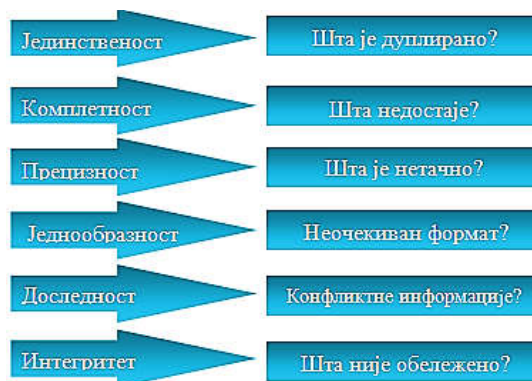 Јединственост
Шта је дуплирано?
Комплетност
Шта недостаје?
Прецизност
Шта је нетачно?
Једнообразност
Неочекиван формат?
Доследност
Конфликтне информације?
Интегритет
Шта није обележено?